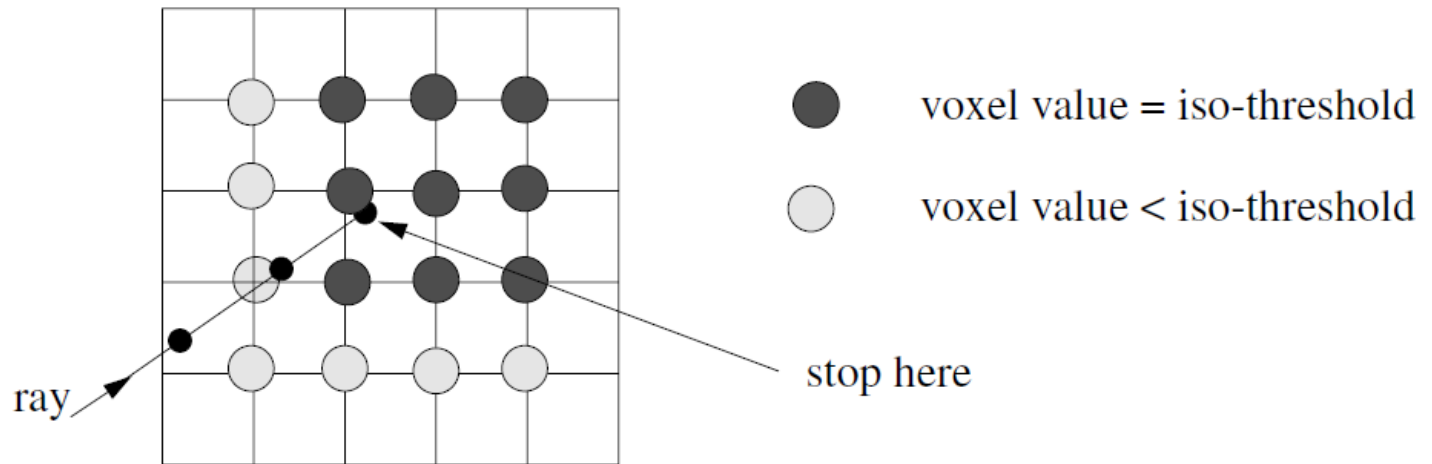 voxel value = iso-threshold
voxel value < iso-threshold
stop here
ray